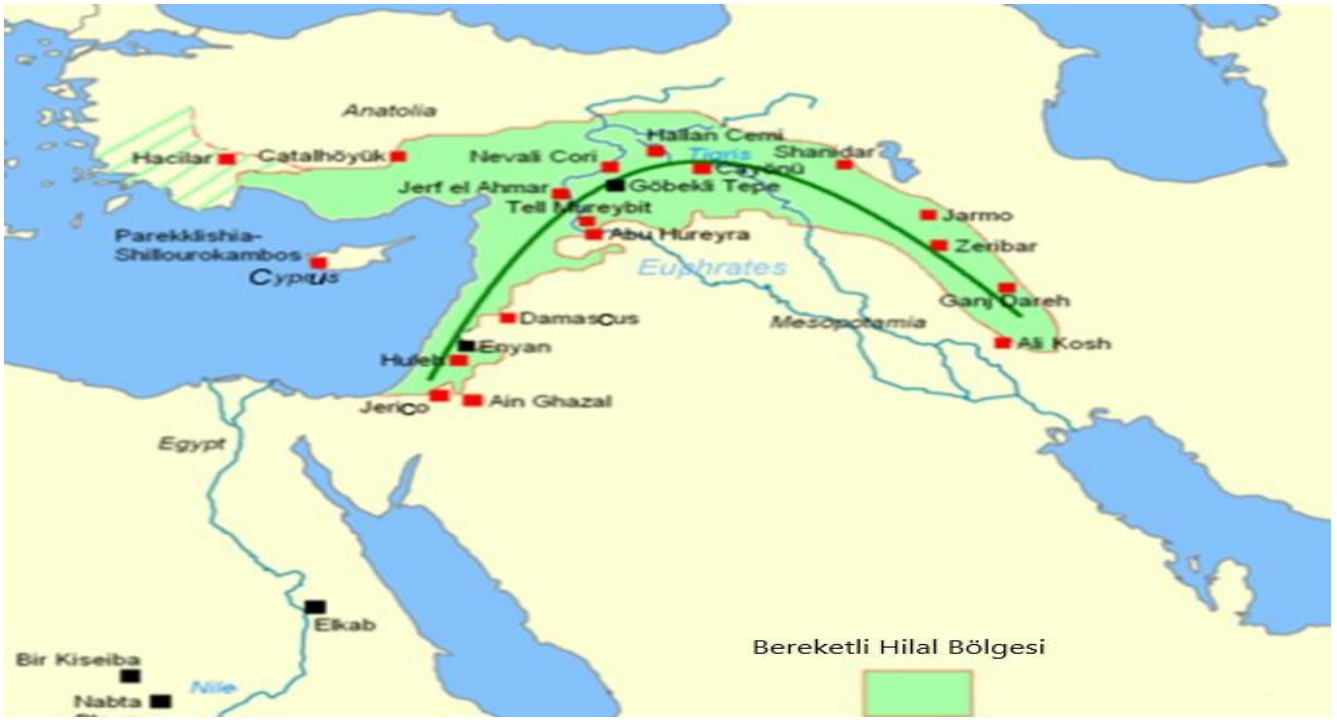 Anatolia
Hallan Cemi
Hacilar
Catalhöyük
Nevali Cori
Tigris
Shanidar
Cayönü
Jerf el Ahmar
Göbekli Tepe
Tell Mureybit
Jarmo
Parekklishia-
Shillourokambos
Abu Hureyra
Zeribar
Cyprus
Euphrates
Ganj Dareh
Damascus
Mesopotamia
Enyan
Ali Kosh
Huleh
Jerico
Ain Ghazal
Egypt
Elkab
Bereketli Hilal Bölgesi
Bir Kiseiba
Nile
Nabta